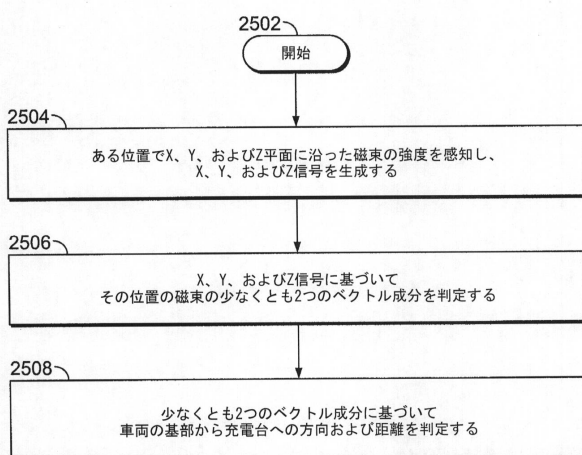 2502
開始
2504
ある位置でX、Y、およびZ平面に沿った磁束の強度を感知し、
X、Y、およびZ信号を生成する
2506
X、Y、およびZ信号に基づいて
その位置の磁束の少なくとも2つのベクトル成分を判定する
2508
少なくとも2つのベクトル成分に基づいて
車両の基部から充電台への方向および距離を判定する